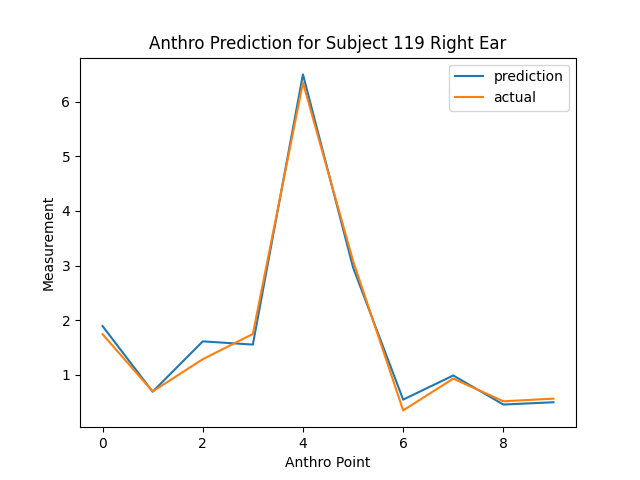 Anthro Prediction for Subject 119 Right Ear
prediction
actual
Measurement
6
5
4
3
2
1
0 2 4 6 8
Anthro Point